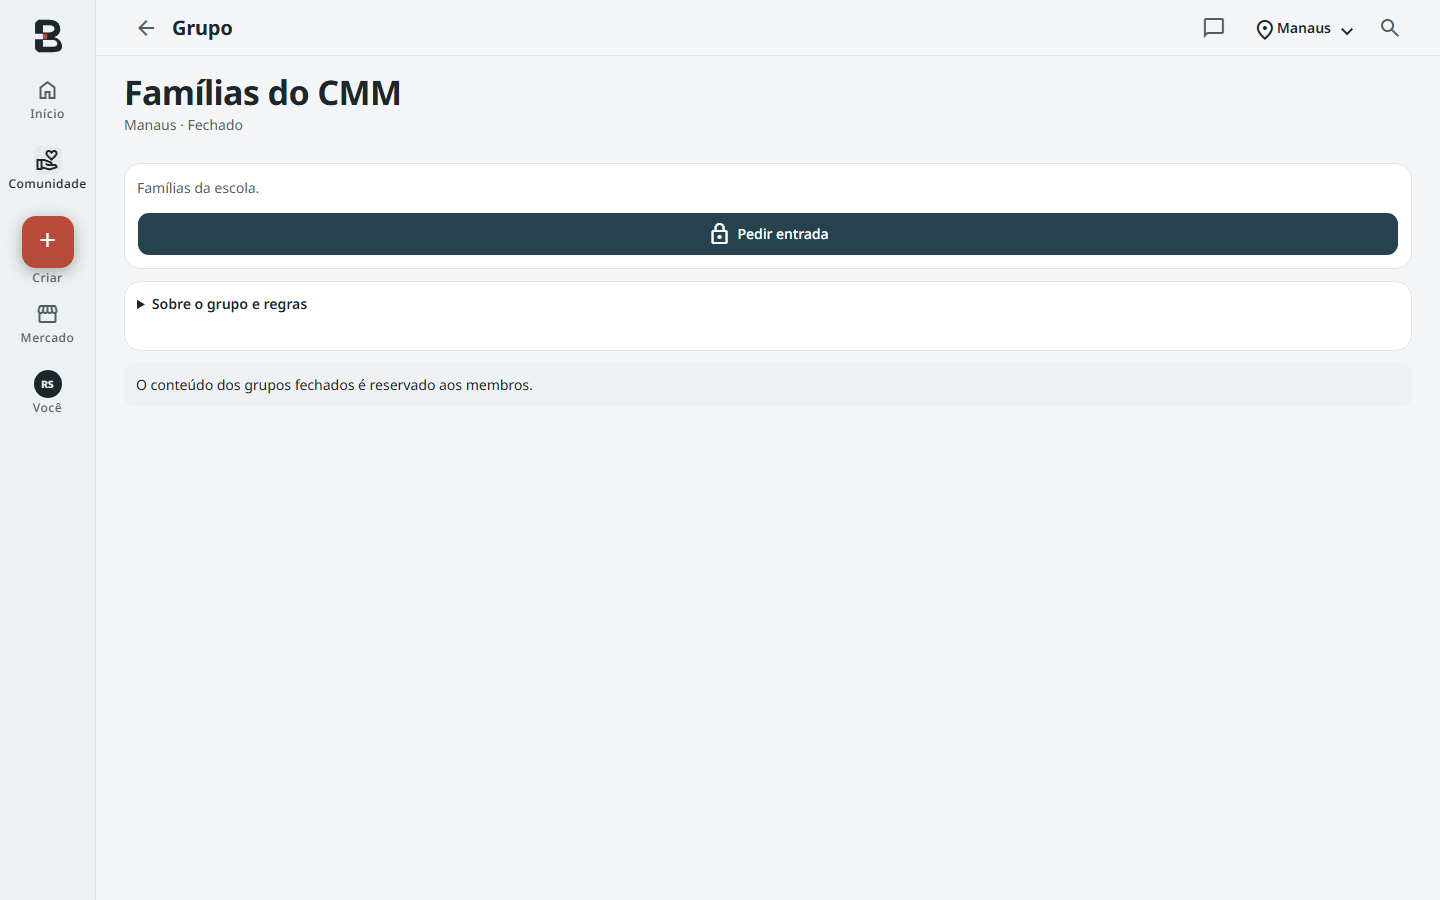 Grupo
Manaus
Início
Comunidade
Criar
Mercado
RS
Você
Famílias do CMM
Manaus · Fechado
Famílias da escola.
Pedir entrada
Sobre o grupo e regras
O conteúdo dos grupos fechados é reservado aos membros.